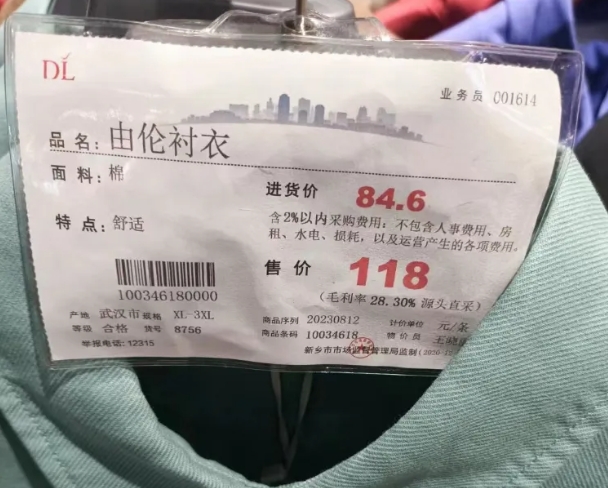 DL
业务员 001614
品名：由伦衬衣
面料：棉
进货价 84.6
含2%以内采购费用；不包含人事费用、房
租、水电、损耗，以及运营产生的各项费用。
特点：舒适
售价 118
(毛利率 28.30% 源头直采)
100346180000
产地 武汉市 规格 XL-3XL
商品序列 20230812 计价单位 元/条
等级 合格 货号 8756
商品条码 10034618 物价员 王晓
举报电话：12315
新乡市市场监督管理局监制